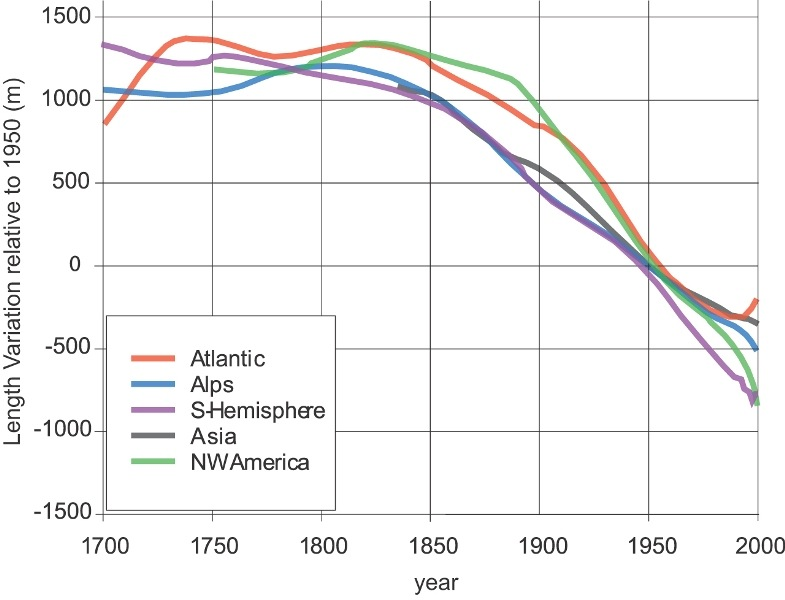 Length Variation relative to 1950 (m)
1500
1000
500
0
-500
-1000
-1500
Atlantic
Alps
S-Hemisphere
Asia
NWAmerica
1700 1750 1800 1850 1900 1950 2000
year